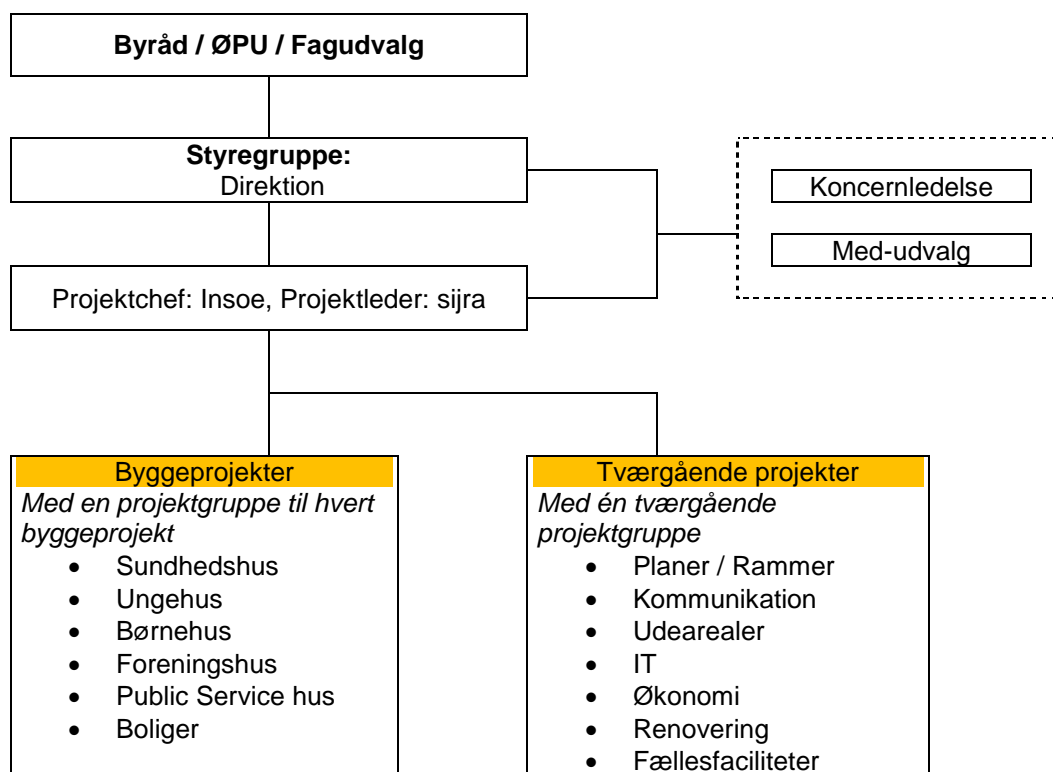 Byråd / ØPU / Fagudvalg
Styregruppe:
Direktion
Koncernledelse
Med-udvalg
Projektchef: Insoe, Projektleder: sijra
Byggeprojekter
Med en projektgruppe til hvert
byggeprojekt
• Sundhedshus
• Ungehus
• Børnehus
• Foreningshus
• Public Service hus
• Boliger
Tværgående projekter
Med én tværgående
projektgruppe
• Planer / Rammer
• Kommunikation
• Udearealer
• IT
• Økonomi
• Renovering
• Fællesfaciliteter